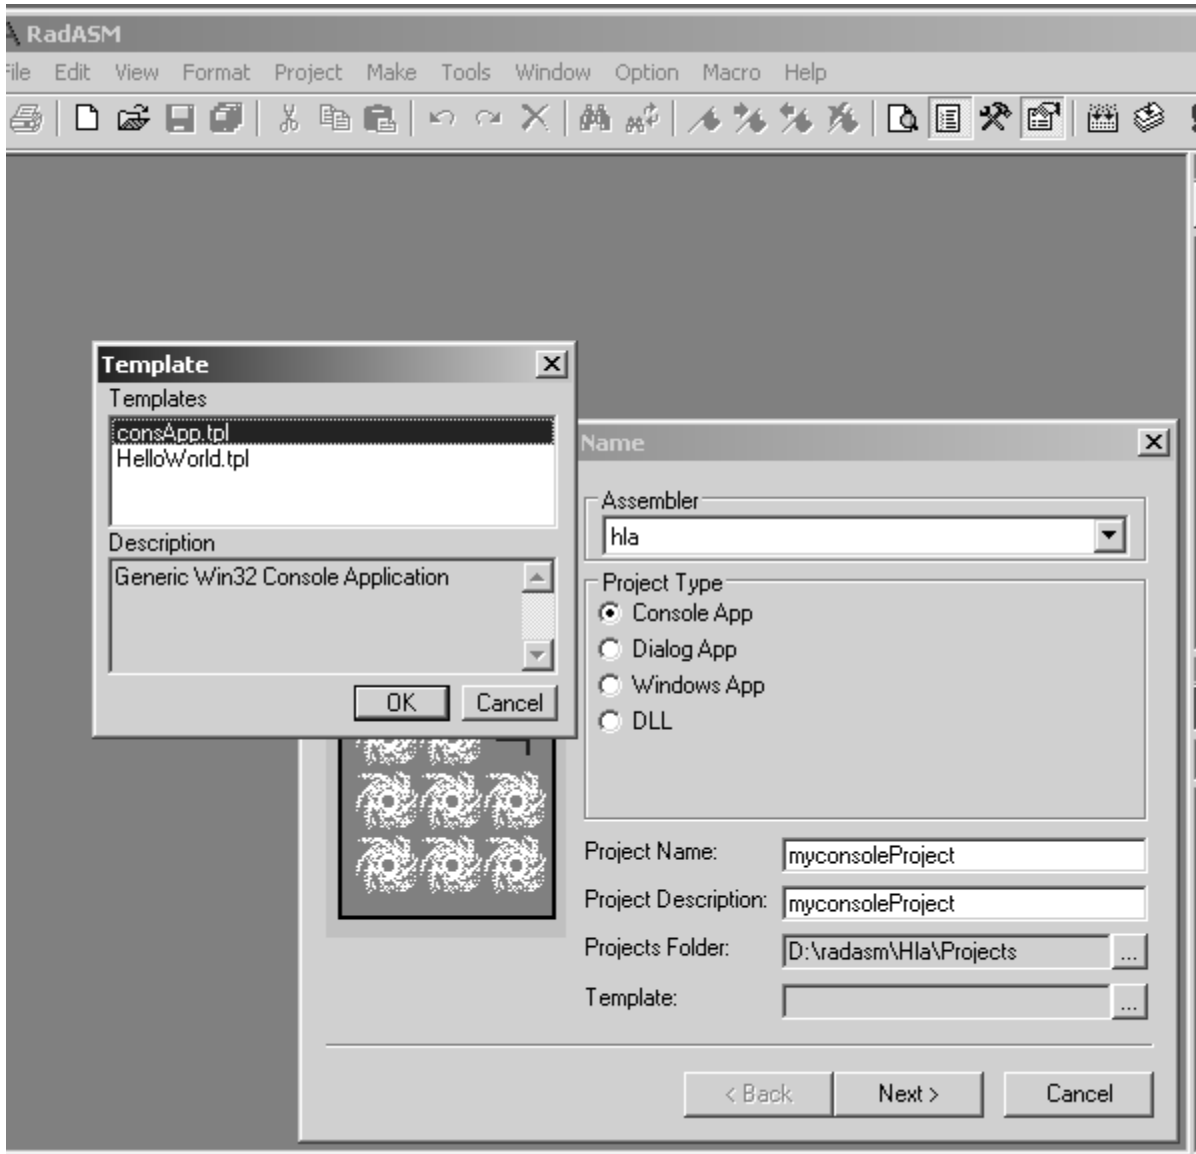 RadASM
File Edit View Format Project Make Tools Window Option Macro Help
Template
Templates
consApp.tpl
HelloWorld.tpl
Description
Generic Win32 Console Application
OK Cancel
Name
Assembler
hla
Project Type
Console App
Dialog App
Windows App
DLL
Project Name: myconsoleProject
Project Description: myconsoleProject
Projects Folder: D:\radasm\Hla\Projects ...
Template: ...
< Back Next > Cancel